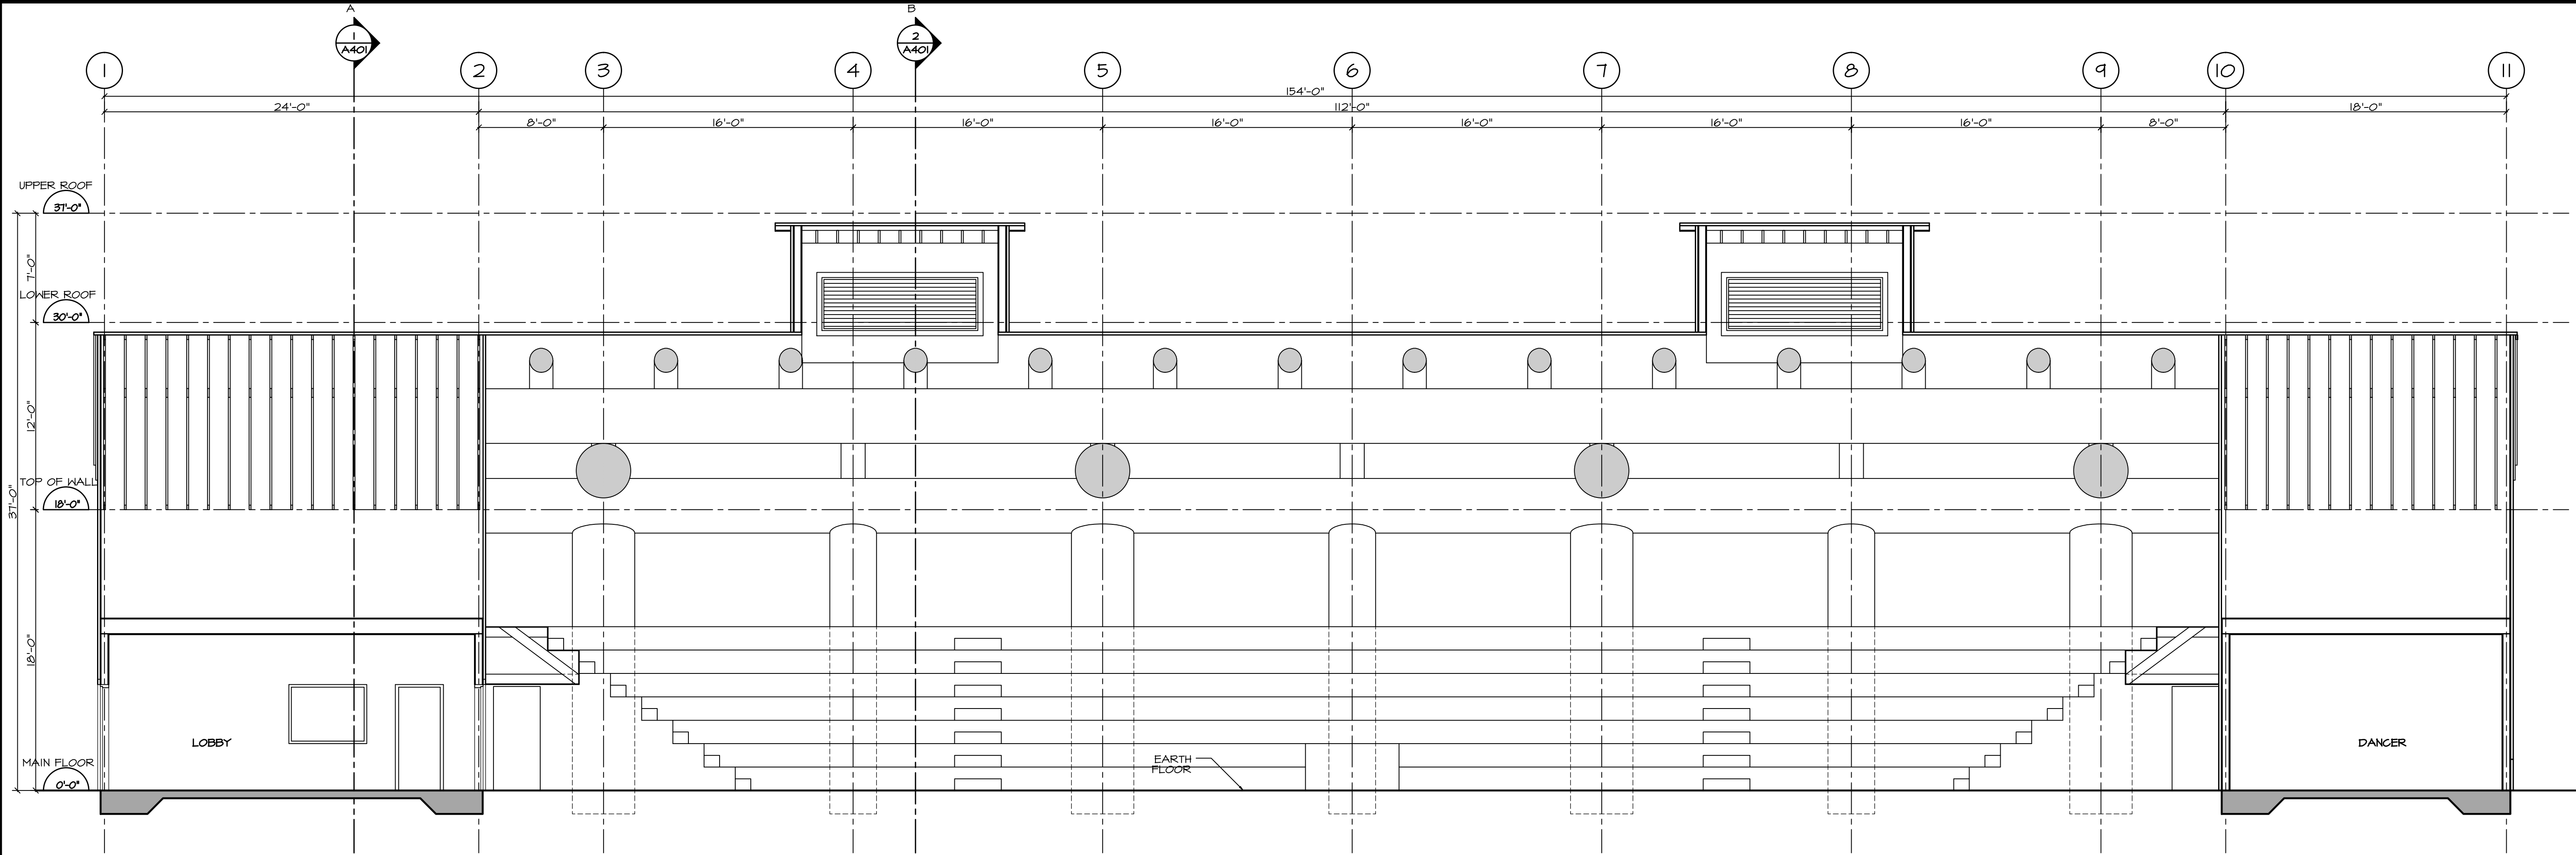 A
B
1
2
A401
A401
1
2
3
4
5
6
7
8
9
10
11
154'-0"
24'-0"
112'-0"
18'-0"
8'-0"
16'-0"
16'-0"
16'-0"
16'-0"
16'-0"
16'-0"
8'-0"
UPPER ROOF
37'-0"
7'-0"
LOWER ROOF
30'-0"
12'-0"
TOP OF WALL
18'-0"
37'-0"
18'-0"
LOBBY
DANCER
EARTH
FLOOR
MAIN FLOOR
0'-0"